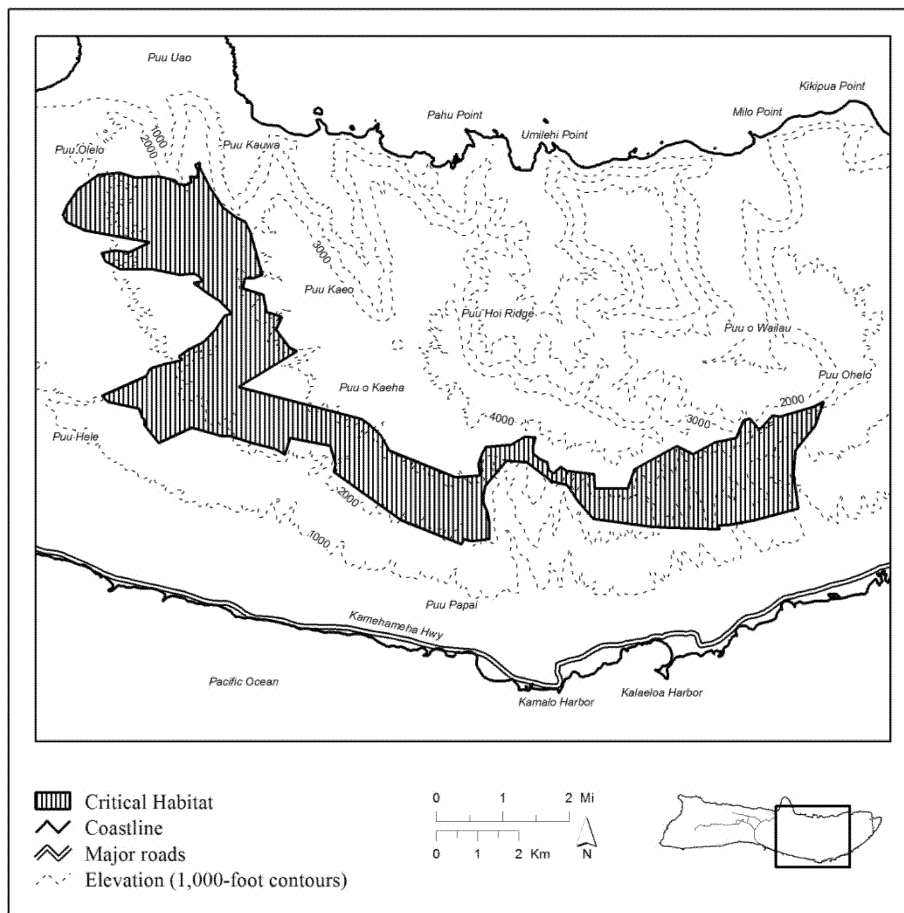 Puu Uao
Kikipua Point
Pahu Point
Milo Point
Umilehi Point
1000
2000
Puu Olelo
Puu Kauwa
3000
Puu Kaeo
Puu Hoi Ridge
Puu o Wailau
Puu Ohelo
Puu o Kaeha
2000
4000
3000
Puu Hele
2000
1000
Puu Papai
Kamehameha Hwy
Pacific Ocean
Kamalo Harbor
Kalaeloa Harbor
Critical Habitat
Coastline
Major roads
Elevation (1,000-foot contours)
0 1 2 Mi
0 1 2 Km
N